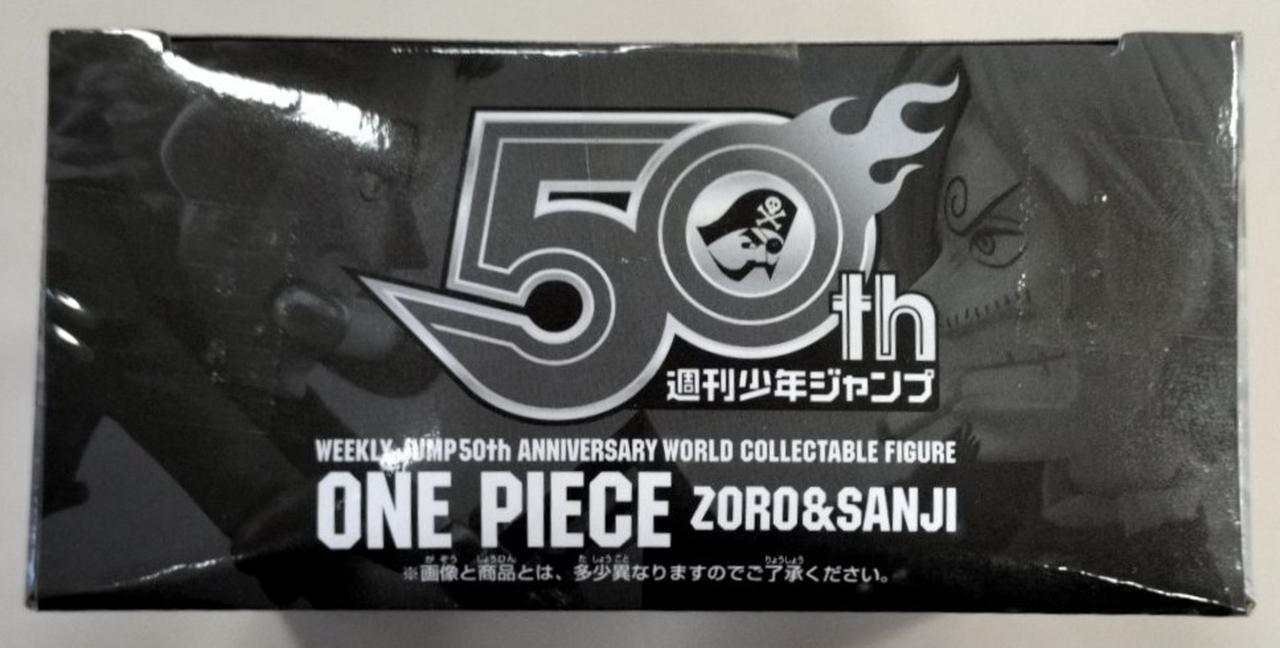 50th
週刊少年ジャンプ
WEEKLY JUMP 50th ANNIVERSARY WORLD COLLECTABLE FIGURE
ONE PIECE ZORO&SANJI
※画像と商品とは、多少異なりますのでご了承ください。